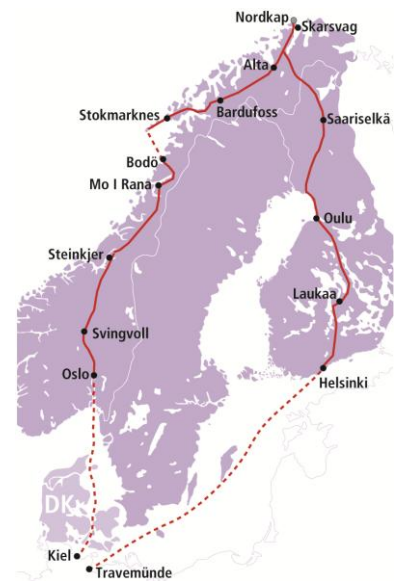 Nordkap
Skarsvag
Alta
Stokmarknes
Bardufoss
Saariselkä
Bodö
Mo I Rana
Oulu
Steinkjer
Laukaa
Svingvoll
Oslo
Helsinki
DK
Kiel
Travemünde